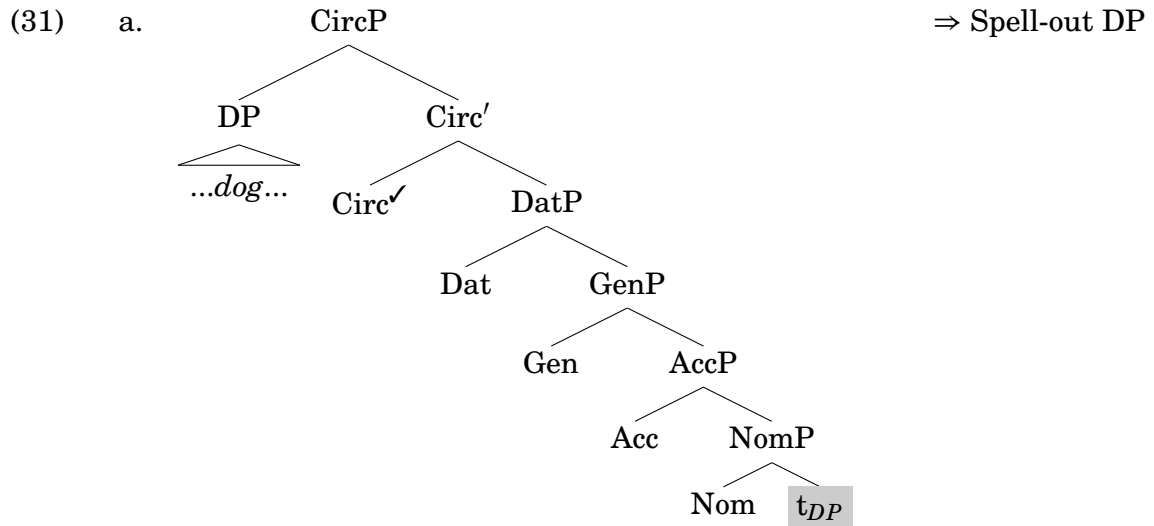 (31) a. CircP ⇒ Spell-out DP
DP Circ′
...dog... Circ✓ DatP
Dat GenP
Gen AccP
Acc NomP
Nom t_DP